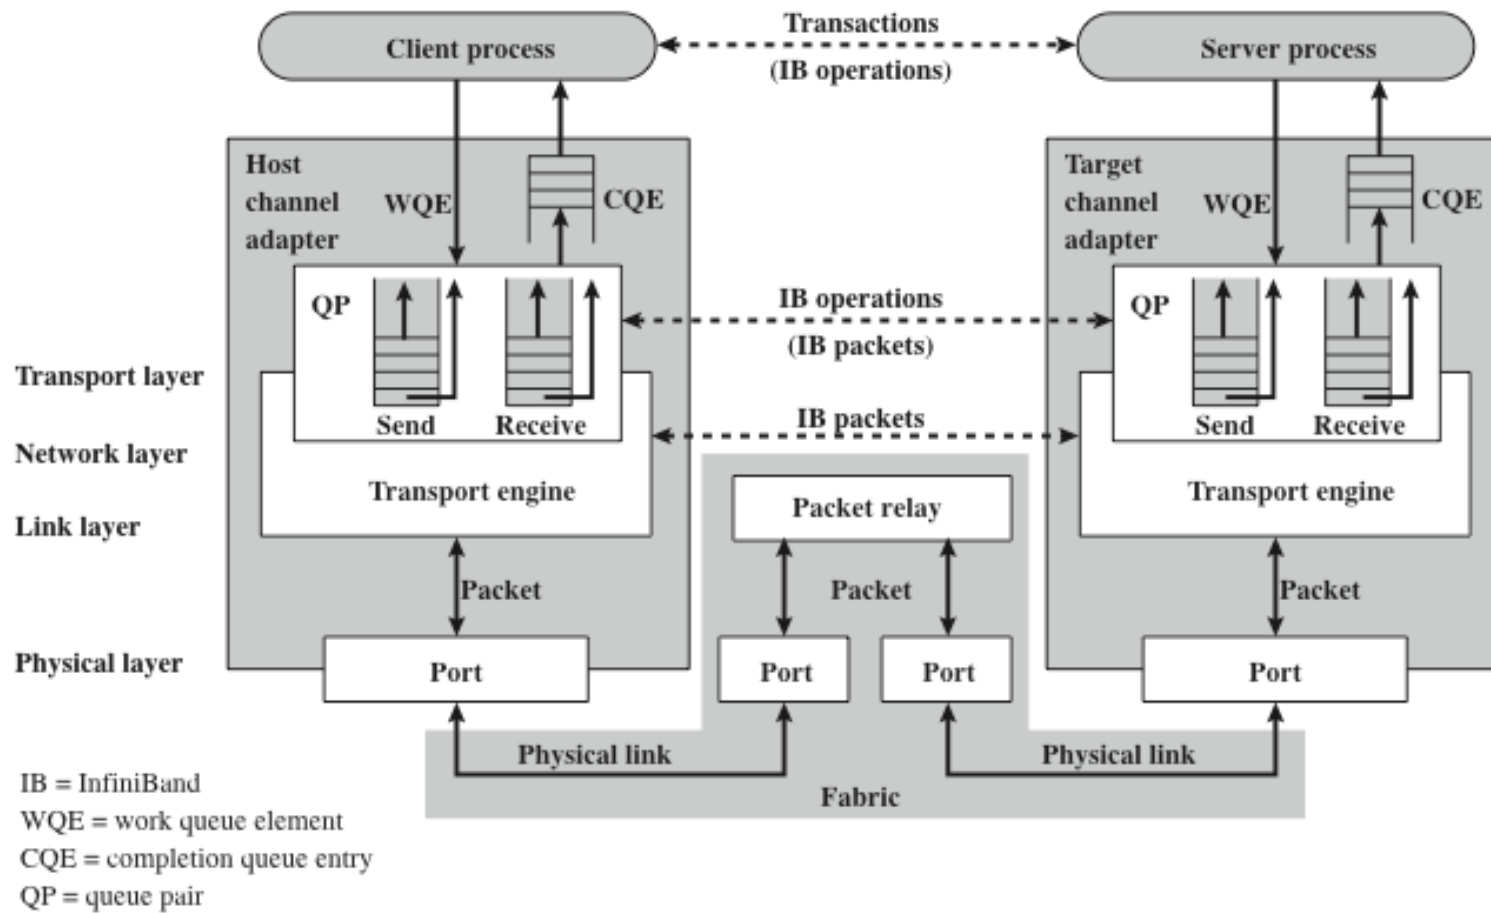 Transactions
Client process
Server process
(IB operations)
Host
channel
adapter
WQE
CQE
Target
channel
adapter
WQE
CQE
QP
IB operations
(IB packets)
QP
Transport layer
Send
Receive
IB packets
Send
Receive
Network layer
Transport engine
Packet relay
Transport engine
Link layer
Packet
Packet
Packet
Physical layer
Port
Port
Port
Port
Physical link
Physical link
Fabric
IB = InfiniBand
WQE = work queue element
CQE = completion queue entry
QP = queue pair